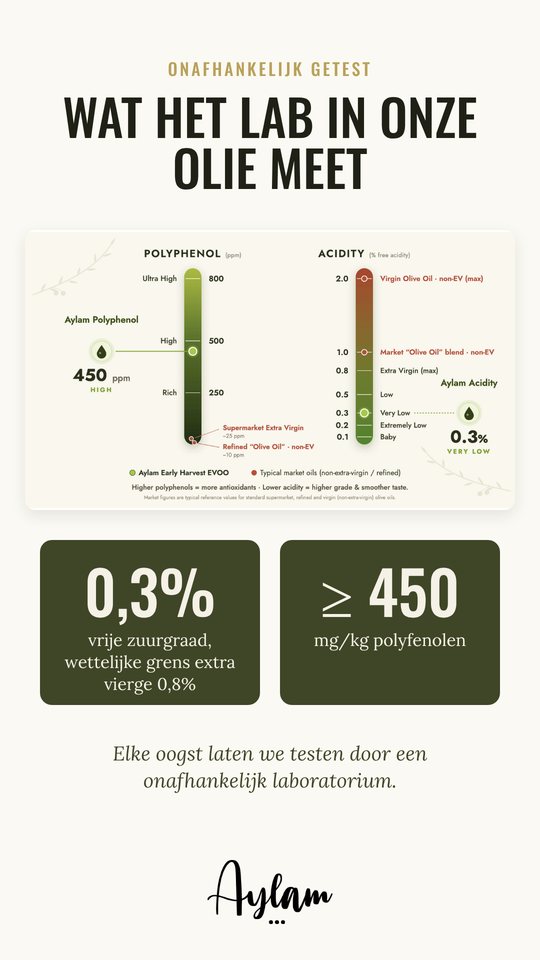 ONAFHANKELIJK GETEST
WAT HET LAB IN ONZE
OLIE MEET
POLYPHENOL (ppm)
Ultra High 800
Aylam Polyphenol
High 500
450 ppm
HIGH
Rich 250
Supermarket Extra Virgin
~25 ppm
Refined "Olive Oil" - non-EV
~10 ppm
ACIDITY (% free acidity)
2.0 Virgin Olive Oil - non-EV (max)
1.0 Market "Olive Oil" blend - non-EV
0.8 Extra Virgin (max)
Aylam Acidity
0.5 Low
0.3 Very Low
0.2 Extremely Low
0.1 Baby
0.3%
VERY LOW
Aylam Early Harvest EVOO
Typical market oils (non-extra-virgin / refined)
Higher polyphenols = more antioxidants · Lower acidity = higher grade & smoother taste.
Market figures are typical reference values for standard supermarket, refined and virgin (non-extra-virgin) olive oils.
0,3%
vrije zuurgraad,
wettelijke grens extra
vierge 0,8%
≥ 450
mg/kg polyfenolen
Elke oogst laten we testen door een
onafhankelijk laboratorium.
Aylam